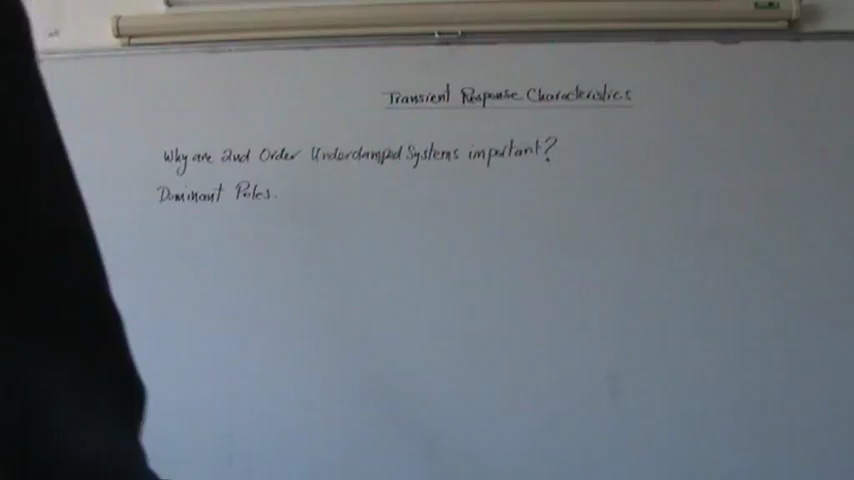 Transient Response Characteristics
Why are 2nd Order Underdamped Systems important?
Dominant Poles.